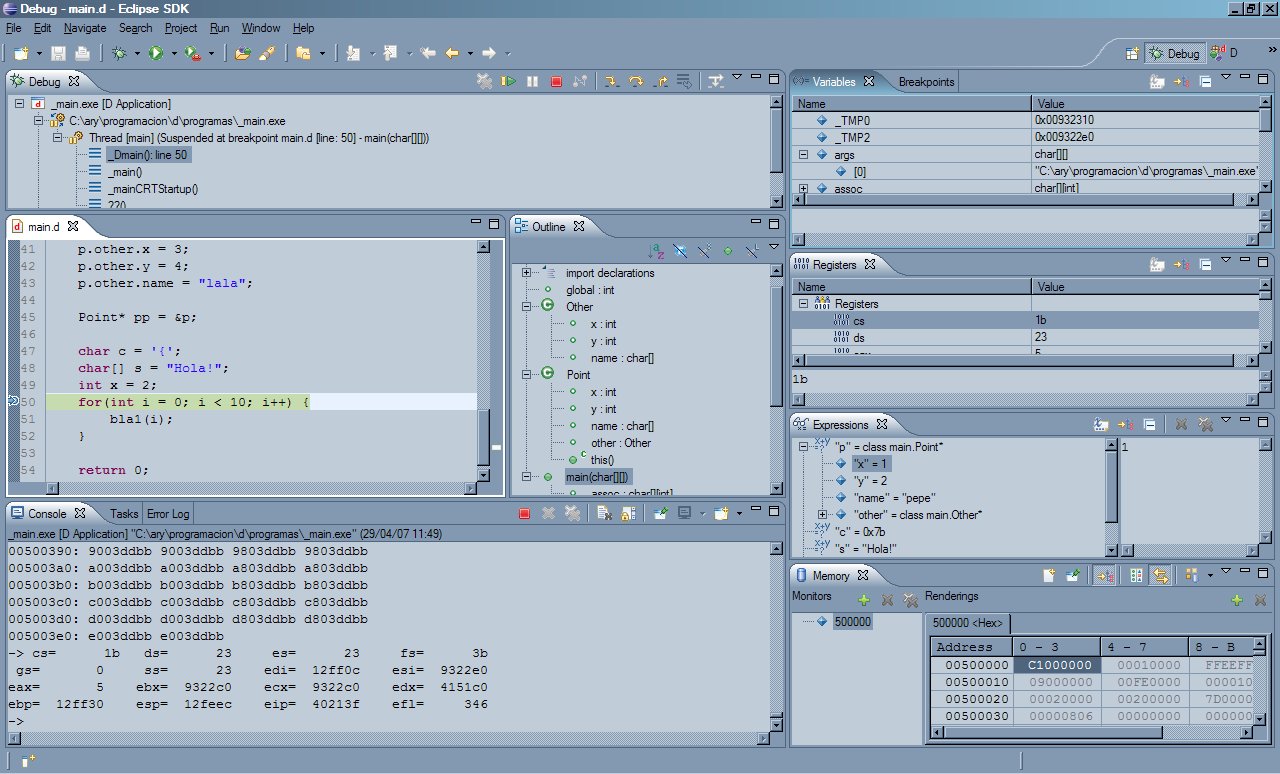 Debug - main.d - Eclipse SDK
File Edit Navigate Search Project Run Window Help
Debug D »
Debug
_main.exe [D Application]
C:\ary\programacion\d\programas\_main.exe
Thread [main] (Suspended at breakpoint main.d [line: 50] - main(char[][]))
_Dmain(): line 50
_main()
_mainCRTStartup()
Variables Breakpoints
Name Value
_TMP0 0x00932310
_TMP2 0x009322e0
args char[][]
[0] "C:\ary\programacion\d\programas\_main.exe"
assoc char[][int]
main.d
41 p.other.x = 3;
42 p.other.y = 4;
43 p.other.name = "lala";
44
45 Point* pp = &p;
46
47 char c = '{';
48 char[] s = "Hola!";
49 int x = 2;
50 for(int i = 0; i < 10; i++) {
51 bla1(i);
52 }
53
54 return 0;
Outline
import declarations
global : int
Other
x : int
y : int
name : char[]
Point
x : int
y : int
name : char[]
other : Other
this()
main(char[][])
assoc : char[][int]
Registers
Name Value
Registers
cs 1b
ds 23
1b
Expressions
"p" = class main.Point*
"x" = 1
"y" = 2
"name" = "pepe"
"other" = class main.Other*
"c" = 0x7b
"s" = "Hola!"
1
Console Tasks Error Log
_main.exe [D Application] "C:\ary\programacion\d\programas\_main.exe" (29/04/07 11:49)
00500390: 9003ddbb 9003ddbb 9803ddbb 9803ddbb
005003a0: a003ddbb a003ddbb a803ddbb a803ddbb
005003b0: b003ddbb b003ddbb b803ddbb b803ddbb
005003c0: c003ddbb c003ddbb c803ddbb c803ddbb
005003d0: d003ddbb d003ddbb d803ddbb d803ddbb
005003e0: e003ddbb e003ddbb
-> cs= 1b ds= 23 es= 23 fs= 3b
gs= 0 ss= 23 edi= 12ff0c esi= 9322e0
eax= 5 ebx= 9322c0 ecx= 9322c0 edx= 4151c0
ebp= 12ff30 esp= 12feec eip= 40213f efl= 346
->
Memory
Monitors
500000
Renderings
500000 <Hex>
Address 0 - 3 4 - 7 8 - B
00500000 C1000000 00010000 FFEEFF
00500010 09000000 00FE0000 000010
00500020 00020000 00200000 7D0000
00500030 00000806 00000000 000000